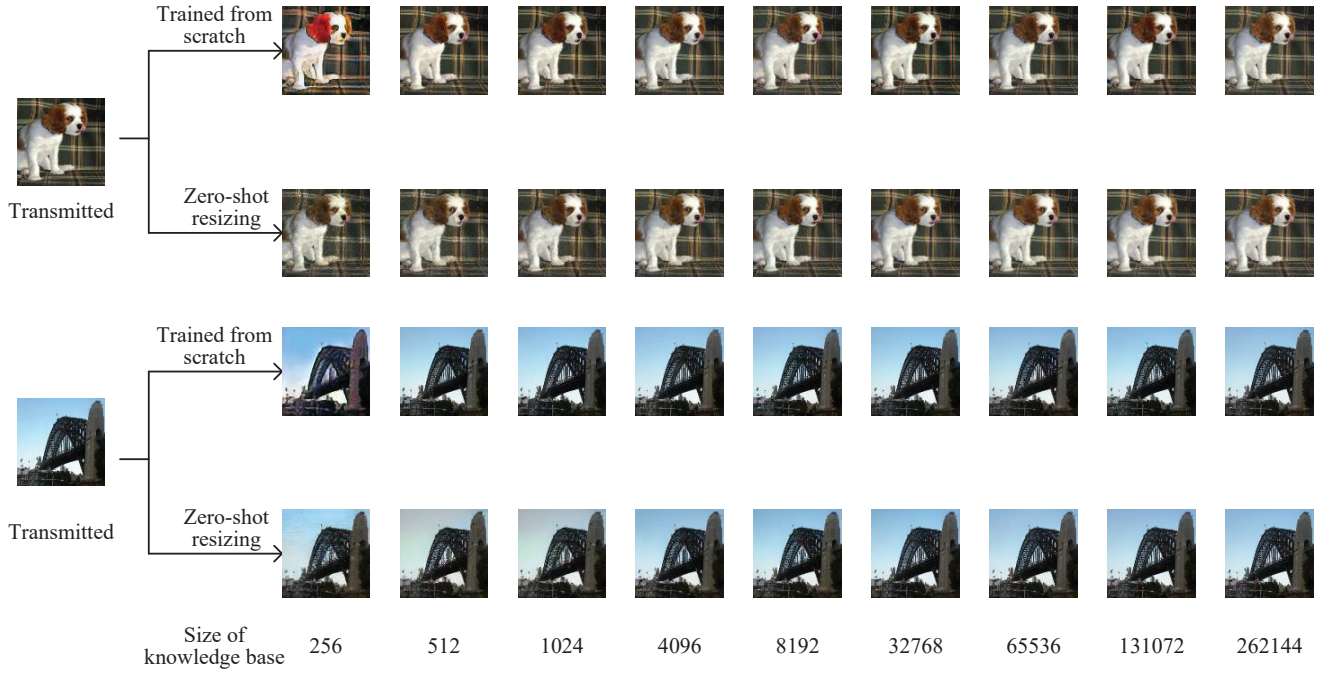 Trained from
scratch
Transmitted
Zero-shot
resizing
Trained from
scratch
Transmitted
Zero-shot
resizing
Size of
knowledge base
256 512 1024 4096 8192 32768 65536 131072 262144